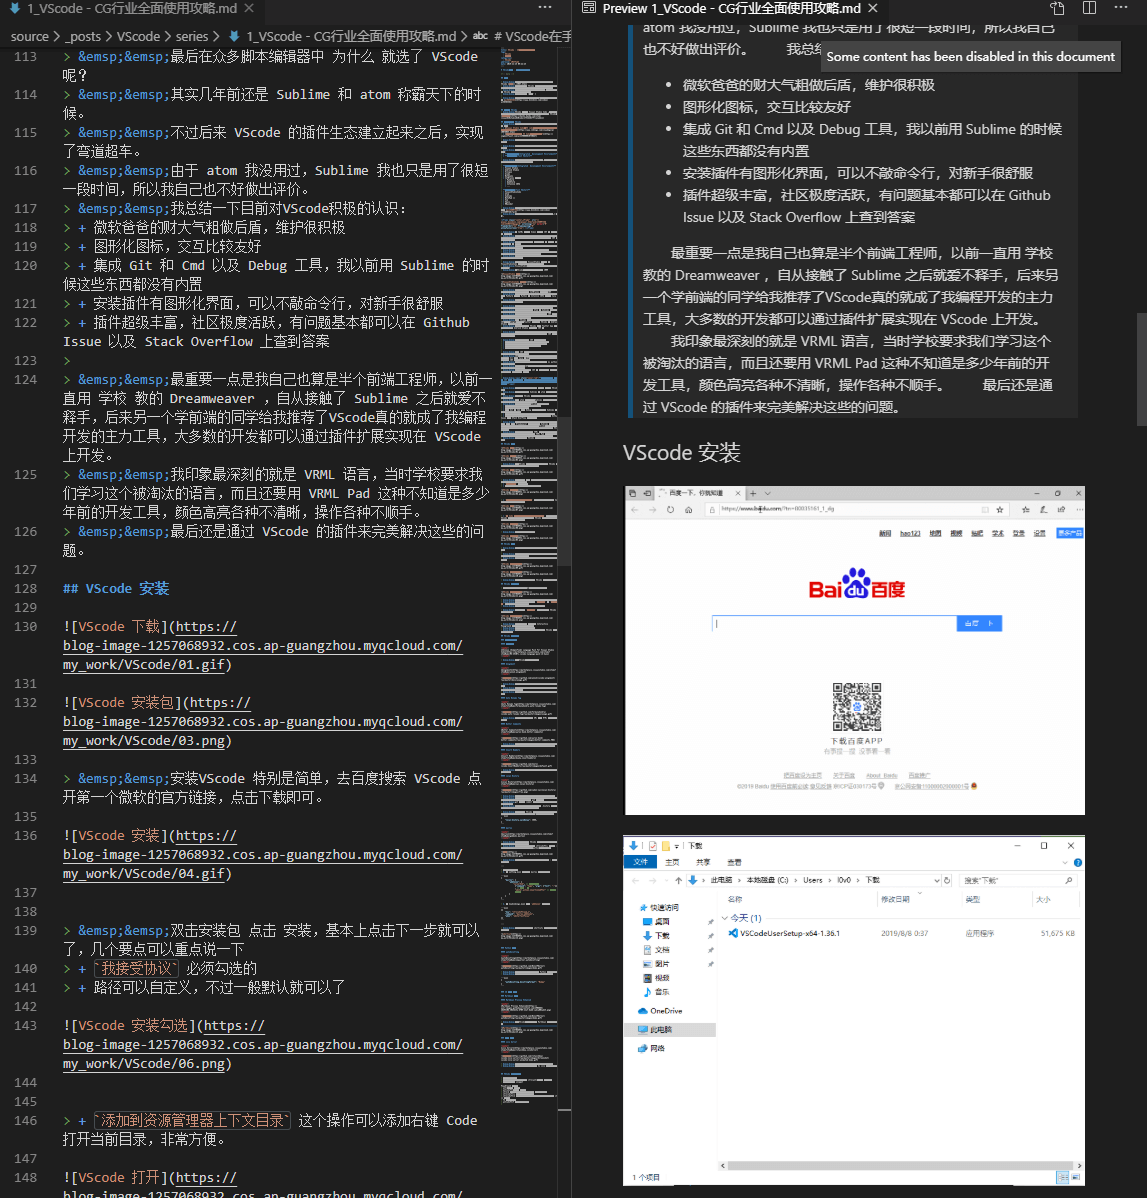 1_VScode - CG行业全面使用攻略.md
source > _posts > VScode > series > 1_VScode - CG行业全面使用攻略.md > abc # VScode在手
113 > &emsp;&emsp;最后在众多脚本编辑器中 为什么 就选了 VScode
呢？
114 > &emsp;&emsp;其实几年前还是 Sublime 和 atom 称霸天下的时
候。
115 > &emsp;&emsp;不过后来 VScode 的插件生态建立起来之后，实现
了弯道超车。
116 > &emsp;&emsp;由于 atom 我没用过，Sublime 我也只是用了很短
一段时间，所以我自己也不好做出评价。
117 > &emsp;&emsp;我总结一下目前对VScode积极的认识：
118 > + 微软爸爸的财大气粗做后盾，维护很积极
119 > + 图形化图标，交互比较友好
120 > + 集成 Git 和 Cmd 以及 Debug 工具，我以前用 Sublime 的时
候这些东西都没有内置
121 > + 安装插件有图形化界面，可以不敲命令行，对新手很舒服
122 > + 插件超级丰富，社区极度活跃，有问题基本都可以在 Github
Issue 以及 Stack Overflow 上查到答案
123 >
124 > &emsp;&emsp;最重要一点是我自己也算是半个前端工程师，以前一
直用 学校 教的 Dreamweaver ，自从接触了 Sublime 之后就爱不
释手，后来另一个学前端的同学给我推荐了VScode真的就成了我编程
开发的主力工具，大多数的开发都可以通过插件扩展实现在 VScode
上开发。
125 > &emsp;&emsp;我印象最深刻的就是 VRML 语言，当时学校要求我
们学习这个被淘汰的语言，而且还要用 VRML Pad 这种不知道是多少
年前的开发工具，颜色高亮各种不清晰，操作各种不顺手。
126 > &emsp;&emsp;最后还是通过 VScode 的插件来完美解决这些的问
题。
127
128 ## VScode 安装
129
130 ![VScode 下载](https://
blog-image-1257068932.cos.ap-guangzhou.myqcloud.com/
my_work/VScode/01.gif)
131
132 ![VScode 安装包](https://
blog-image-1257068932.cos.ap-guangzhou.myqcloud.com/
my_work/VScode/03.png)
133
134 > &emsp;&emsp;安装VScode 特别是简单，去百度搜索 VScode 点
开第一个微软的官方链接，点击下载即可。
135
136 ![VScode 安装](https://
blog-image-1257068932.cos.ap-guangzhou.myqcloud.com/
my_work/VScode/04.gif)
137
138
139 > &emsp;&emsp;双击安装包 点击 安装，基本上点击下一步就可以
了，几个要点可以重点说一下
140 > + `我接受协议` 必须勾选的
141 > + 路径可以自定义，不过一般默认就可以了
142
143 ![VScode 安装勾选](https://
blog-image-1257068932.cos.ap-guangzhou.myqcloud.com/
my_work/VScode/06.png)
144
145
146 > + `添加到资源管理器上下文目录` 这个操作可以添加右键 Code
打开当前目录，非常方便。
147
148 ![VScode 打开](https://
blog-image-1257068932.cos.ap-guangzhou.myqcloud.com/
Preview 1_VScode - CG行业全面使用攻略.md
atom 我没用过，Sublime 我也只是用了很短一段时间，所以我自己
也不好做出评价。 我总结
Some content has been disabled in this document
• 微软爸爸的财大气粗做后盾，维护很积极
• 图形化图标，交互比较友好
• 集成 Git 和 Cmd 以及 Debug 工具，我以前用 Sublime 的时候
这些东西都没有内置
• 安装插件有图形化界面，可以不敲命令行，对新手很舒服
• 插件超级丰富，社区极度活跃，有问题基本都可以在 Github
Issue 以及 Stack Overflow 上查到答案
最重要一点是我自己也算是半个前端工程师，以前一直用 学校
教的 Dreamweaver ，自从接触了 Sublime 之后就爱不释手，后来另
一个学前端的同学给我推荐了VScode真的就成了我编程开发的主力
工具，大多数的开发都可以通过插件扩展实现在 VScode 上开发。
我印象最深刻的就是 VRML 语言，当时学校要求我们学习这个
被淘汰的语言，而且还要用 VRML Pad 这种不知道是多少年前的开
发工具，颜色高亮各种不清晰，操作各种不顺手。 最后还是通
过 VScode 的插件来完美解决这些的问题。
VScode 安装
百度一下，你就知道
新闻 hao123 地图 视频 贴吧 学术 登录 设置 更多产品
Bai du 百度
百度一下
下载百度APP
把百度设为主页 关于百度 About Baidu 百度推广
下载
文件 主页 共享 查看
此电脑 > 本地磁盘 (C:) > Users > l0v0 > 下载
搜索"下载"
名称 修改日期 类型 大小
今天 (1)
VSCodeUserSetup-x64-1.36.1 2019/8/8 0:37 应用程序 51,675 KB
快速访问
桌面
下载
文档
图片
视频
音乐
OneDrive
此电脑
网络
1 个项目